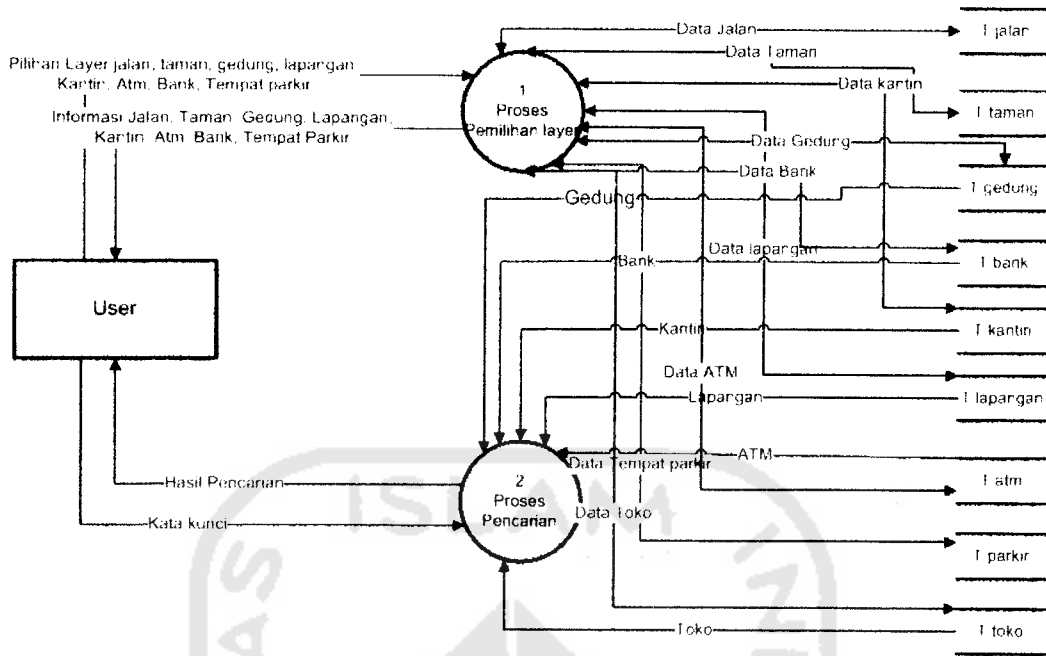 Data Jalan
T jalan
Data Taman
Pilihan Layer jalan, taman, gedung, lapangan
Kantin, Atm, Bank, Tempat parkir
1
Proses
Pemilihan layer
Data kantin
T taman
Informasi Jalan, Taman, Gedung, Lapangan,
Kantin, Atm, Bank, Tempat Parkir
Data Gedung
Data Bank
Gedung
T gedung
Data lapangan
Bank
T bank
User
Kantin
T kantin
Data ATM
Lapangan
T lapangan
ATM
Data Tempat parkir
Hasil Pencarian
2
Proses
Pencarian
T atm
Data Toko
Kata kunci
T parkir
Toko
T toko
ISLAM
AS
IN